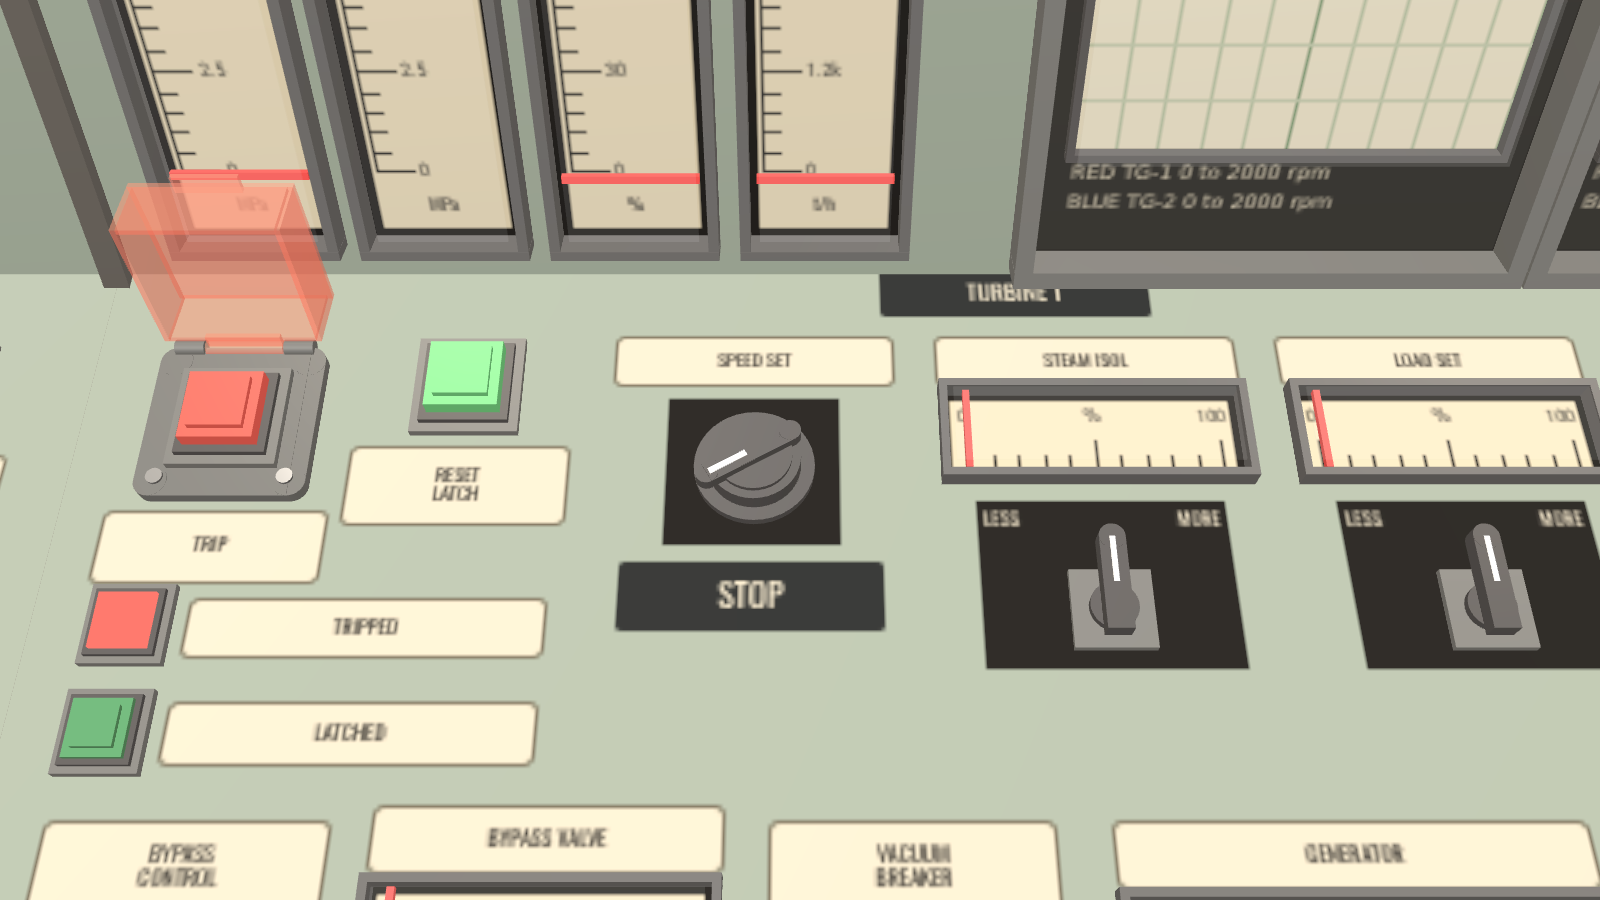 2.5
2.5
30
1.2k
0
0
0
0
MPa
MPa
%
t/h
RED TG-1 0 to 2000 rpm
BLUE TG-2 0 to 2000 rpm
TURBINE 1
SPEED SET
STEAM ISOL
LOAD SET
0 % 100
0 % 100
RESET
LATCH
LESS MORE
LESS MORE
TRIP
STOP
TRIPPED
LATCHED
BYPASS
CONTROL
BYPASS VALVE
VACUUM
BREAKER
GENERATOR